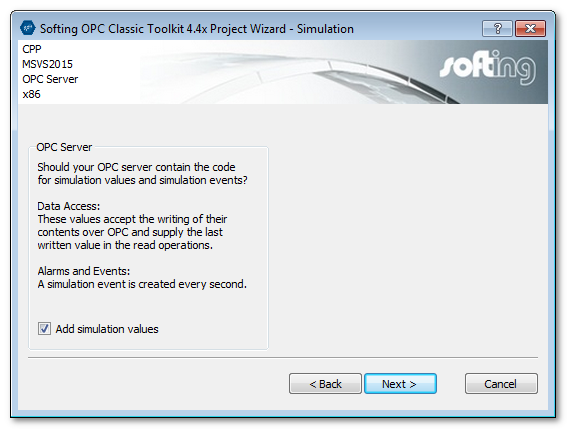 Softing OPC Classic Toolkit 4.4x Project Wizard - Simulation
?
CPP
MSVS2015
OPC Server
x86
softing
OPC Server
Should your OPC server contain the code
for simulation values and simulation events?
Data Access:
These values accept the writing of their
contents over OPC and supply the last
written value in the read operations.
Alarms and Events:
A simulation event is created every second.
Add simulation values
< Back
Next >
Cancel